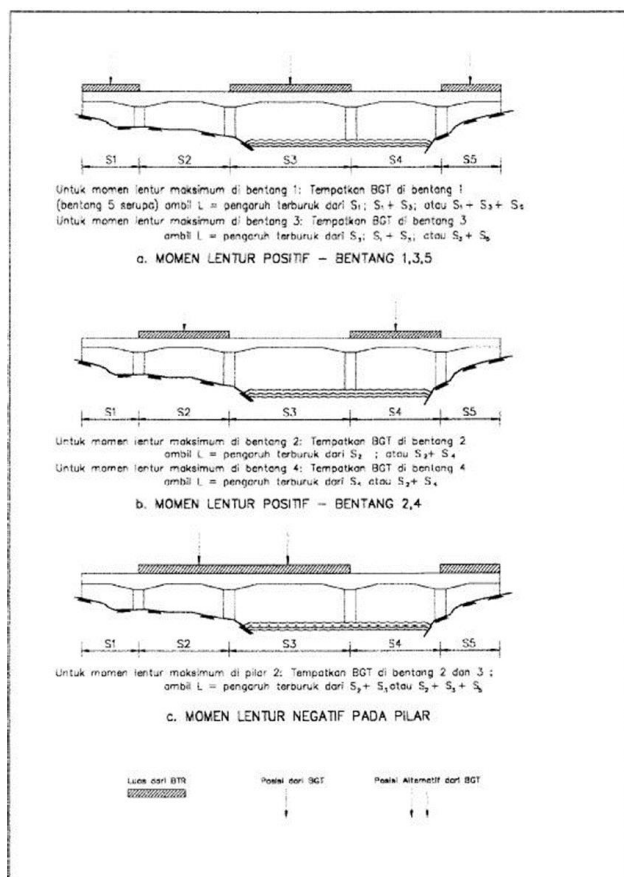 S1 S2 S3 S4 S5
Untuk momen lentur maksimum di bentang 1: Tempatkan BGT di bentang 1
(bentang 5 serupa) ambil L = pengaruh terburuk dari S₁; S₁ + S₃; atau S₁ + S₃ + S₅
Untuk momen lentur maksimum di bentang 3: Tempatkan BGT di bentang 3
ambil L = pengaruh terburuk dari S₃; S₁ + S₃; atau S₃ + S₅
a. MOMEN LENTUR POSITIF – BENTANG 1,3,5
S1 S2 S3 S4 S5
Untuk momen lentur maksimum di bentang 2: Tempatkan BGT di bentang 2
ambil L = pengaruh terburuk dari S₂ ; atau S₂+ S₄
Untuk momen lentur maksimum di bentang 4: Tempatkan BGT di bentang 4
ambil L = pengaruh terburuk dari S₄ atau S₂+ S₄
b. MOMEN LENTUR POSITIF – BENTANG 2,4
S1 S2 S3 S4 S5
Untuk momen lentur maksimum di pilar 2: Tempatkan BGT di bentang 2 dan 3 ;
ambil L = pengaruh terburuk dari S₂+ S₃ atau S₂ + S₃ + S₅
c. MOMEN LENTUR NEGATIF PADA PILAR
Luas dari BTR Posisi dari BGT Posisi Alternatif dari BGT